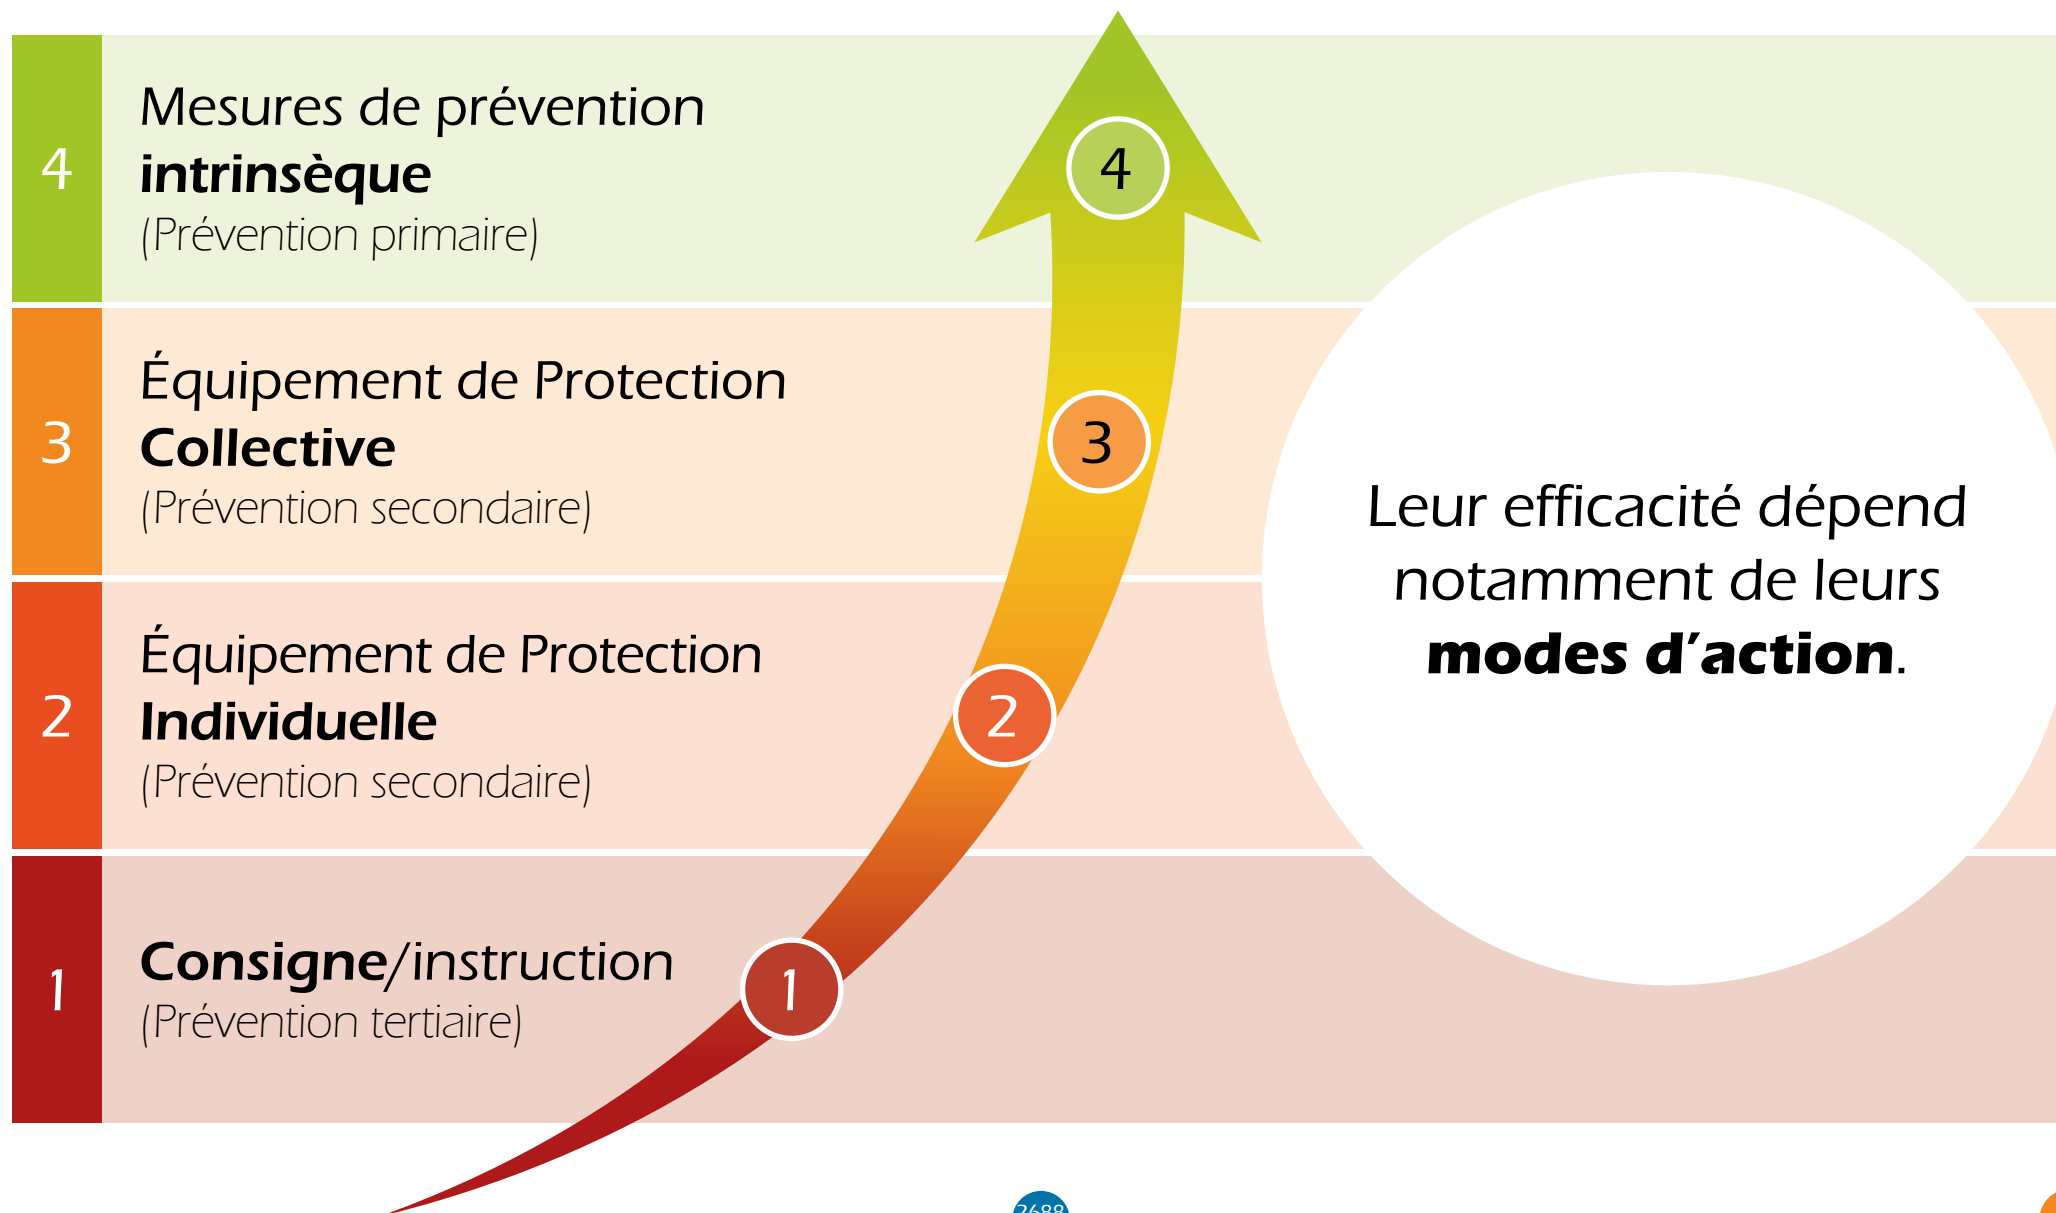 4
Mesures de prévention
intrinsèque
(Prévention primaire)
4
3
Équipement de Protection
Collective
(Prévention secondaire)
3
2
Équipement de Protection
Individuelle
(Prévention secondaire)
2
1
Consigne/instruction
(Prévention tertiaire)
1
Leur efficacité dépend
notamment de leurs
modes d’action.
2688